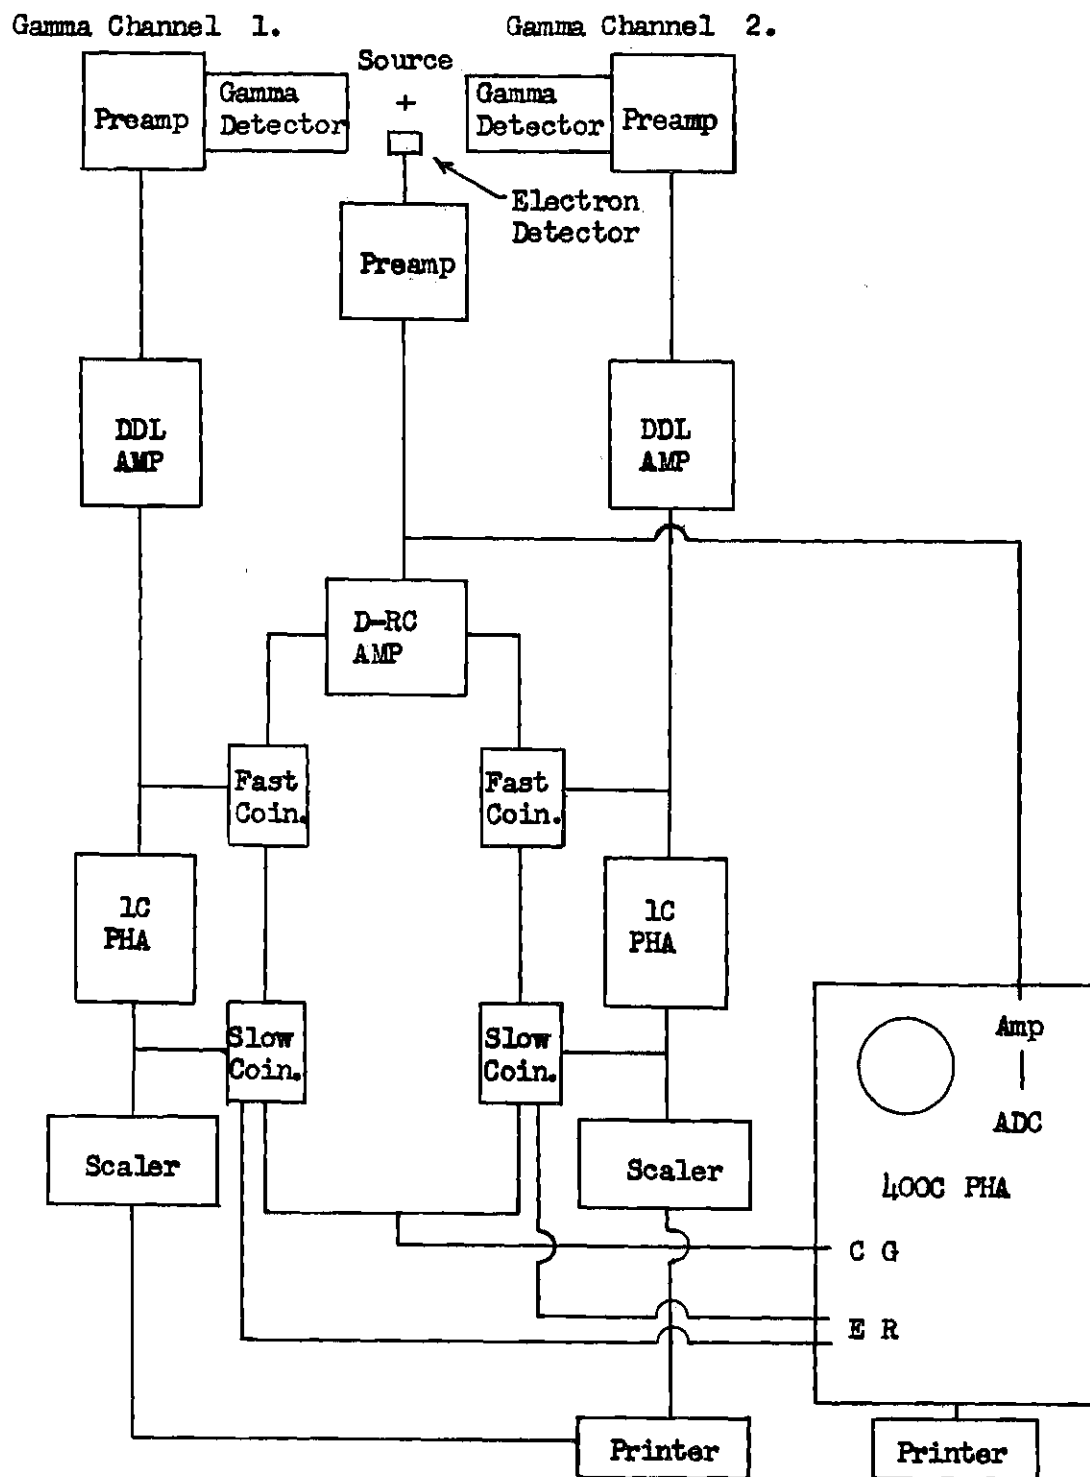 Gamma Channel 1.
Gamma Channel 2.
Source
+
Preamp
Gamma
Detector
Gamma
Detector
Preamp
Electron
Detector
Preamp
DDL
AMP
DDL
AMP
D-RC
AMP
Fast
Coin.
Fast
Coin.
1C
PHA
1C
PHA
Slow
Coin.
Slow
Coin.
Amp
ADC
Scaler
Scaler
400C PHA
C G
E R
Printer
Printer